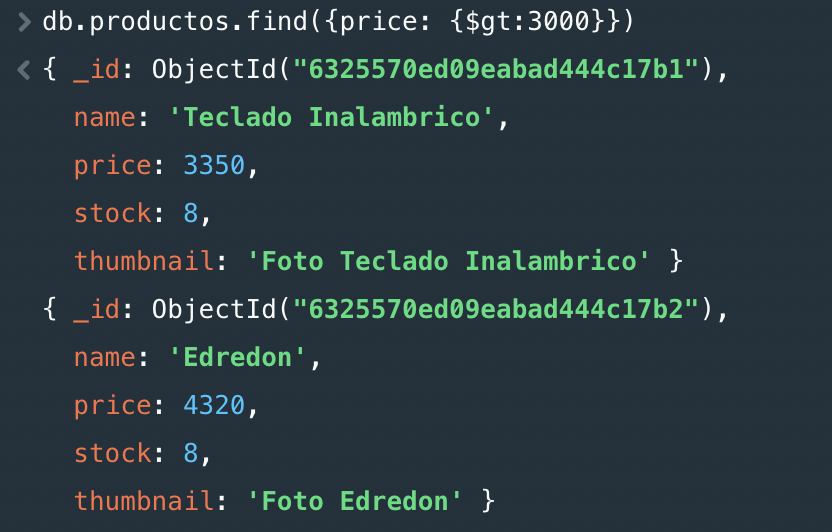 db.productos.find({price: {$gt:3000}})
{ _id: ObjectId("6325570ed09eabad444c17b1"),
name: 'Teclado Inalambrico',
price: 3350,
stock: 8,
thumbnail: 'Foto Teclado Inalambrico' }
{ _id: ObjectId("6325570ed09eabad444c17b2"),
name: 'Edredon',
price: 4320,
stock: 8,
thumbnail: 'Foto Edredon' }